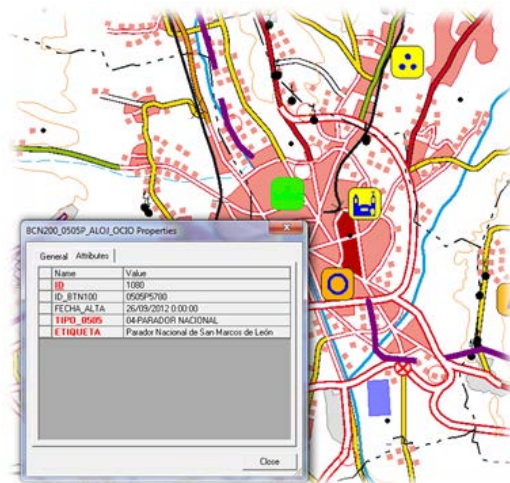 BCN200_0505P_ALOJ_OCIO Properties
General Attributes
Name Value
ID 1080
ID_BTN100 0505P5780
FECHA_ALTA 26/09/2012 0:00:00
TIPO_0505 04-PARADOR NACIONAL
ETIQUETA Parador Nacional de San Marcos de León
Close